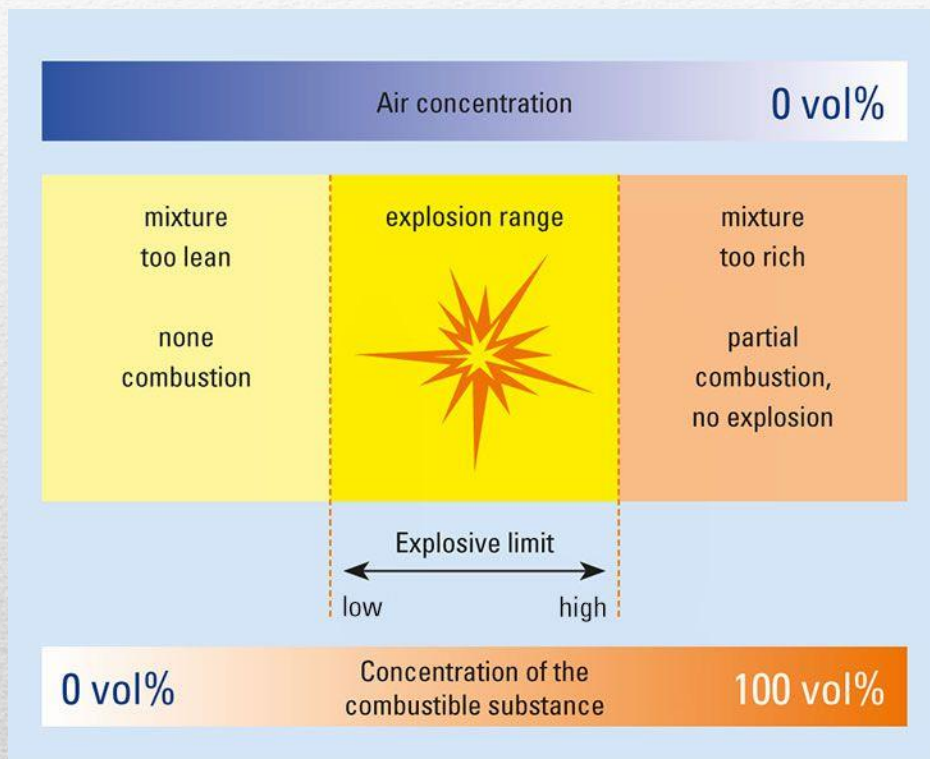 Air concentration
0 vol%
mixture
too lean
none
combustion
explosion range
mixture
too rich
partial
combustion,
no explosion
Explosive limit
low
high
0 vol%
Concentration of the
combustible substance
100 vol%